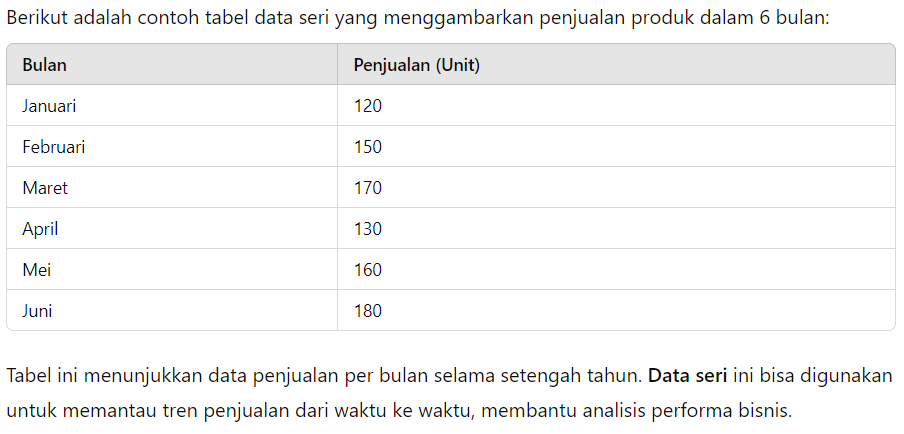 Berikut adalah contoh tabel data seri yang menggambarkan penjualan produk dalam 6 bulan:
Bulan Penjualan (Unit)
Januari 120
Februari 150
Maret 170
April 130
Mei 160
Juni 180
Tabel ini menunjukkan data penjualan per bulan selama setengah tahun. Data seri ini bisa digunakan
untuk memantau tren penjualan dari waktu ke waktu, membantu analisis performa bisnis.